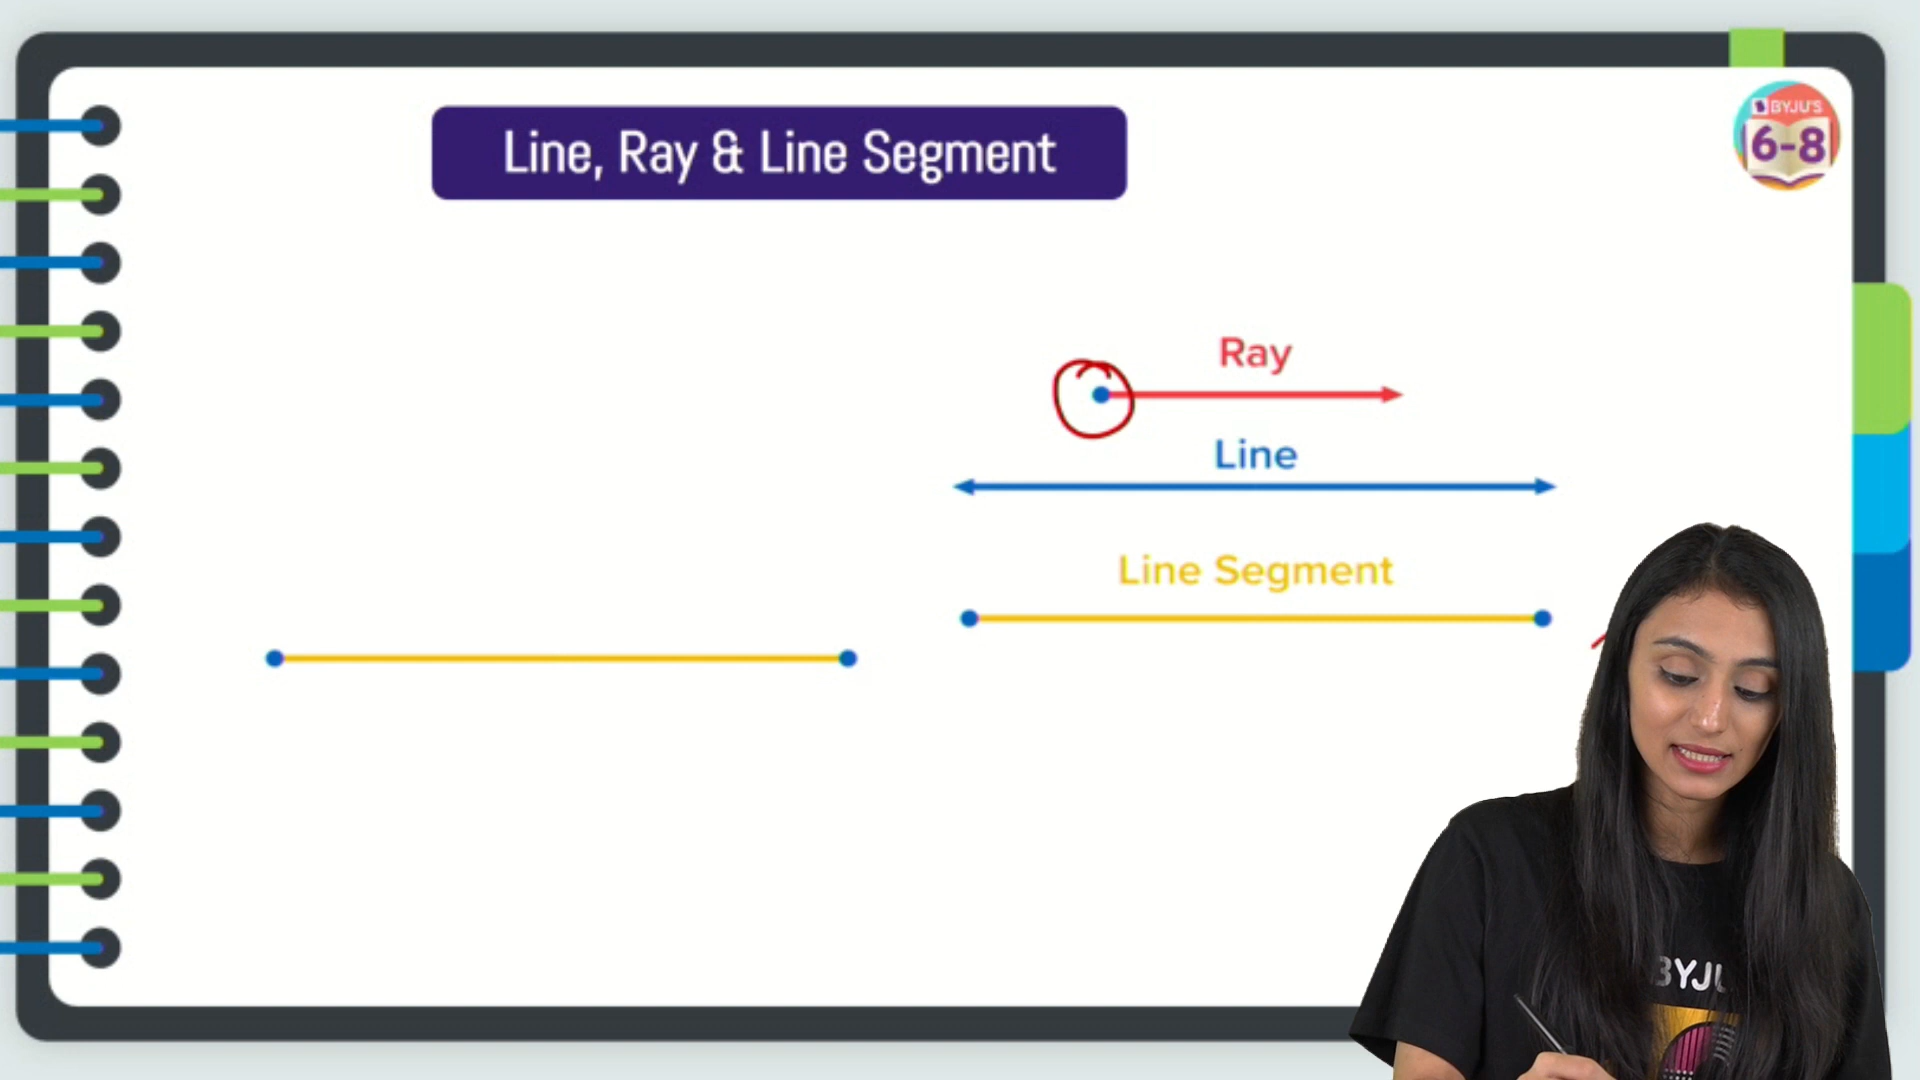 Line, Ray & Line Segment
BYJU'S
6-8
Ray
Line
Line Segment
BYJU